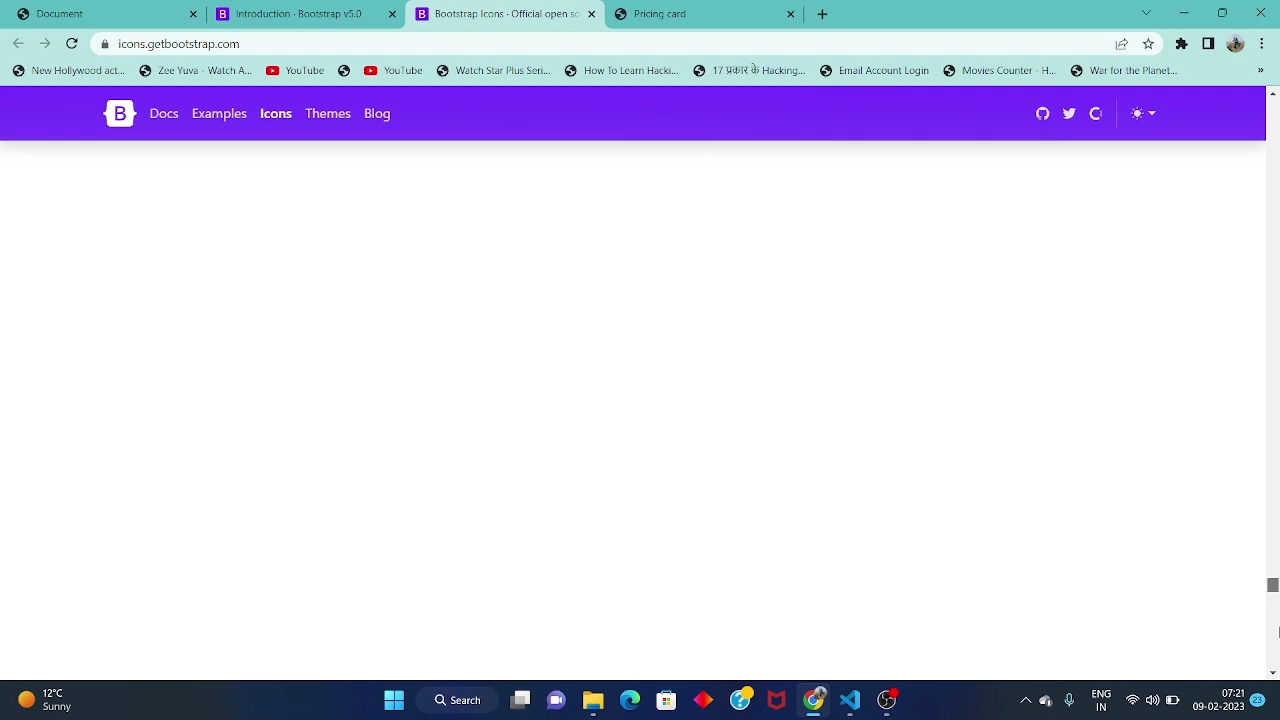 Document
Introduction · Bootstrap v5.0
Bootstrap Icons · Official open so
Pricing card
icons.getbootstrap.com
New Hollywood act...
Zee Yuva - Watch A...
YouTube
YouTube
Watch Star Plus Seri...
How To Learn Hacki...
17 प्रकार के Hacking...
Email Account Login
Movies Counter - H...
War for the Planet...
»
B Docs Examples Icons Themes Blog
12°C
Sunny
Search
ENG
IN
07:21
09-02-2023
23